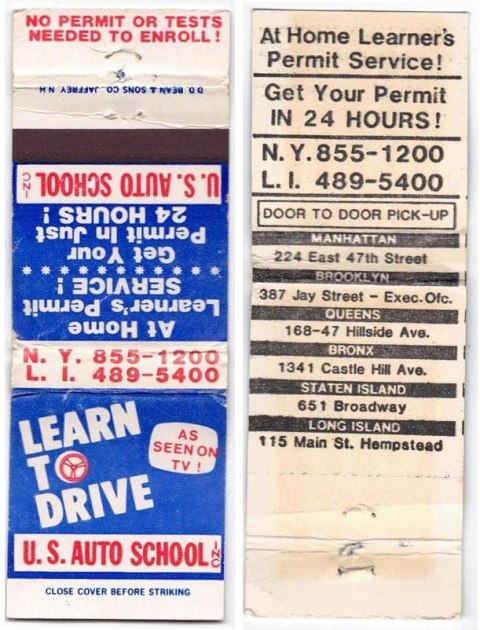 NO PERMIT OR TESTS
NEEDED TO ENROLL!
D.D. BEAN & SONS CO., JAFFREY, N.H.
U.S. AUTO SCHOOL INC
At Home
Learner's Permit
SERVICE!
Get Your
Permit In Just
24 HOURS!
N. Y. 855-1200
L. I. 489-5400
LEARN
TO
DRIVE
AS
SEEN ON
TV!
U. S. AUTO SCHOOL INC
CLOSE COVER BEFORE STRIKING
At Home Learner's
Permit Service!
Get Your Permit
IN 24 HOURS!
N.Y. 855-1200
L.I. 489-5400
DOOR TO DOOR PICK-UP
MANHATTAN
224 East 47th Street
BROOKLYN
387 Jay Street - Exec. Ofc.
QUEENS
168-47 Hillside Ave.
BRONX
1341 Castle Hill Ave.
STATEN ISLAND
651 Broadway
LONG ISLAND
115 Main St. Hempstead